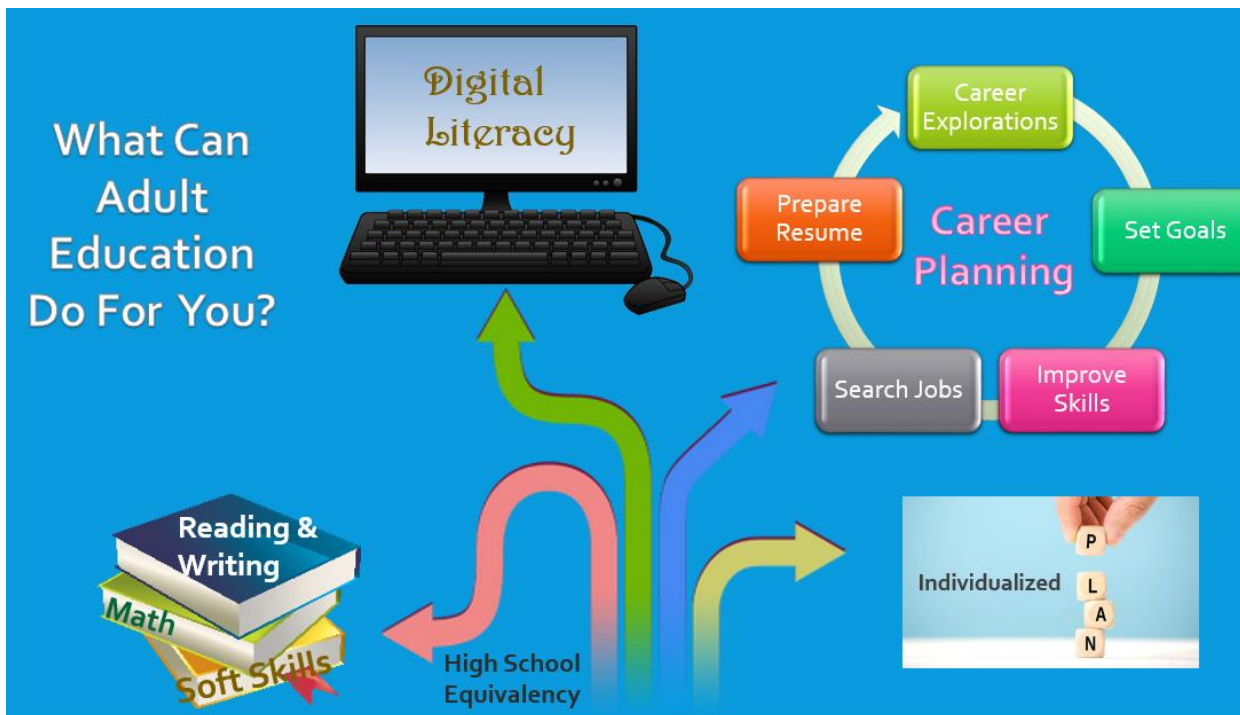 What Can
Adult
Education
Do For You?
Digital
Literacy
Career
Explorations
Set Goals
Improve
Skills
Search Jobs
Prepare
Resume
Career
Planning
Reading &
Writing
Math
Soft Skills
High School
Equivalency
Individualized
P
L
A
N